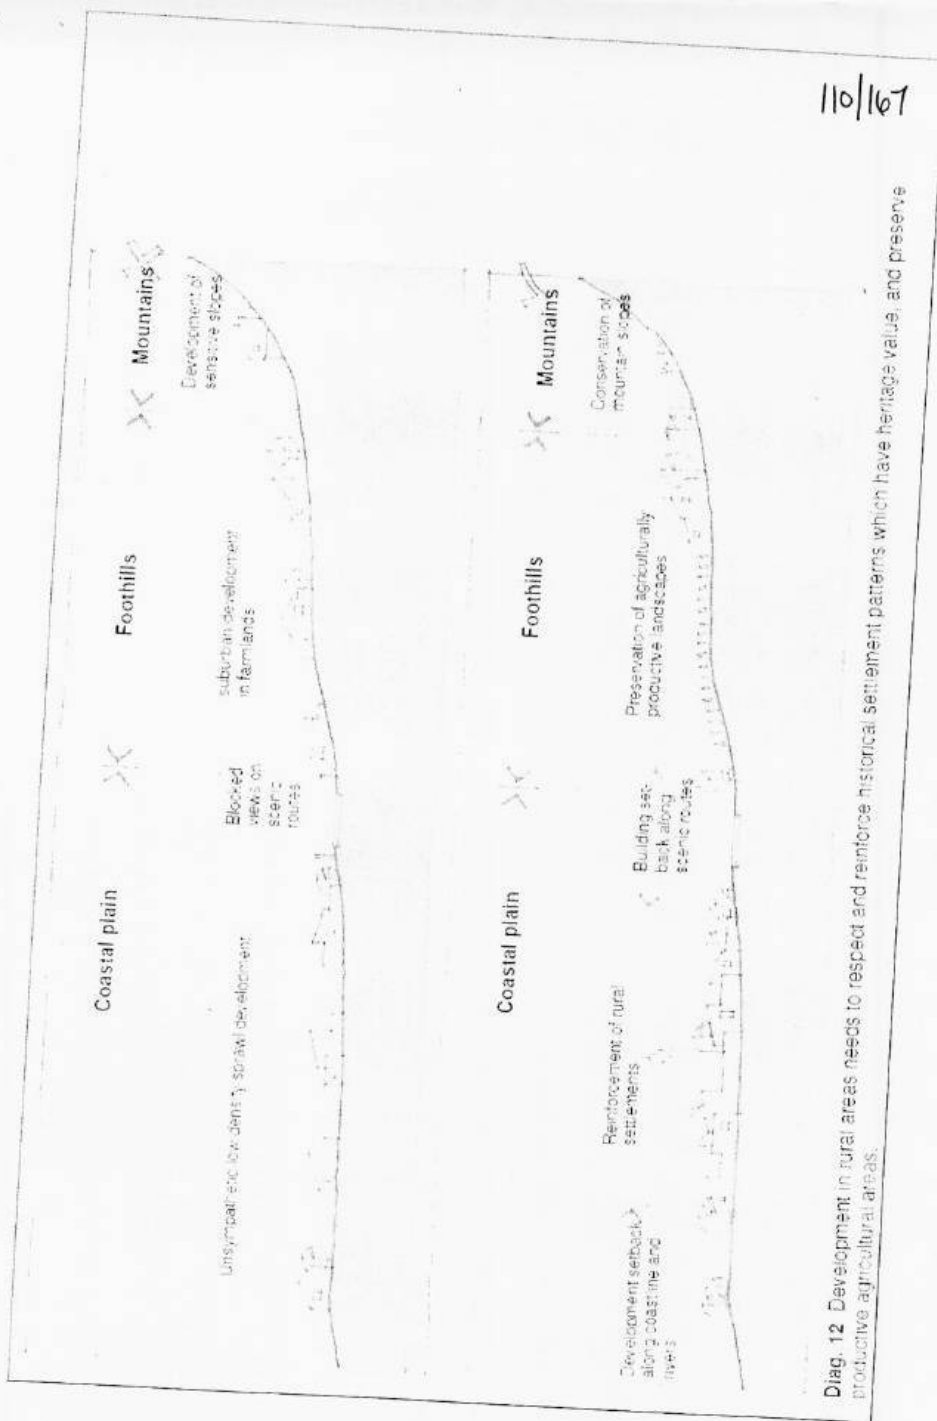 110/167
Coastal plain
Foothills
Mountains
Unsympathetic low density sprawl development
Blocked
views on
scenic
routes
suburban development
in farmlands
Development of
sensitive slopes
Coastal plain
Foothills
Mountains
Development setback
along coastline and
rivers
Reinforcement of rural
settlements
Building set-
back along
scenic routes
Preservation of agriculturally
productive landscapes
Conservation of
mountain slopes
Diag. 12 Development in rural areas needs to respect and reinforce historical settlement patterns which have heritage value, and preserve
productive agricultural areas.